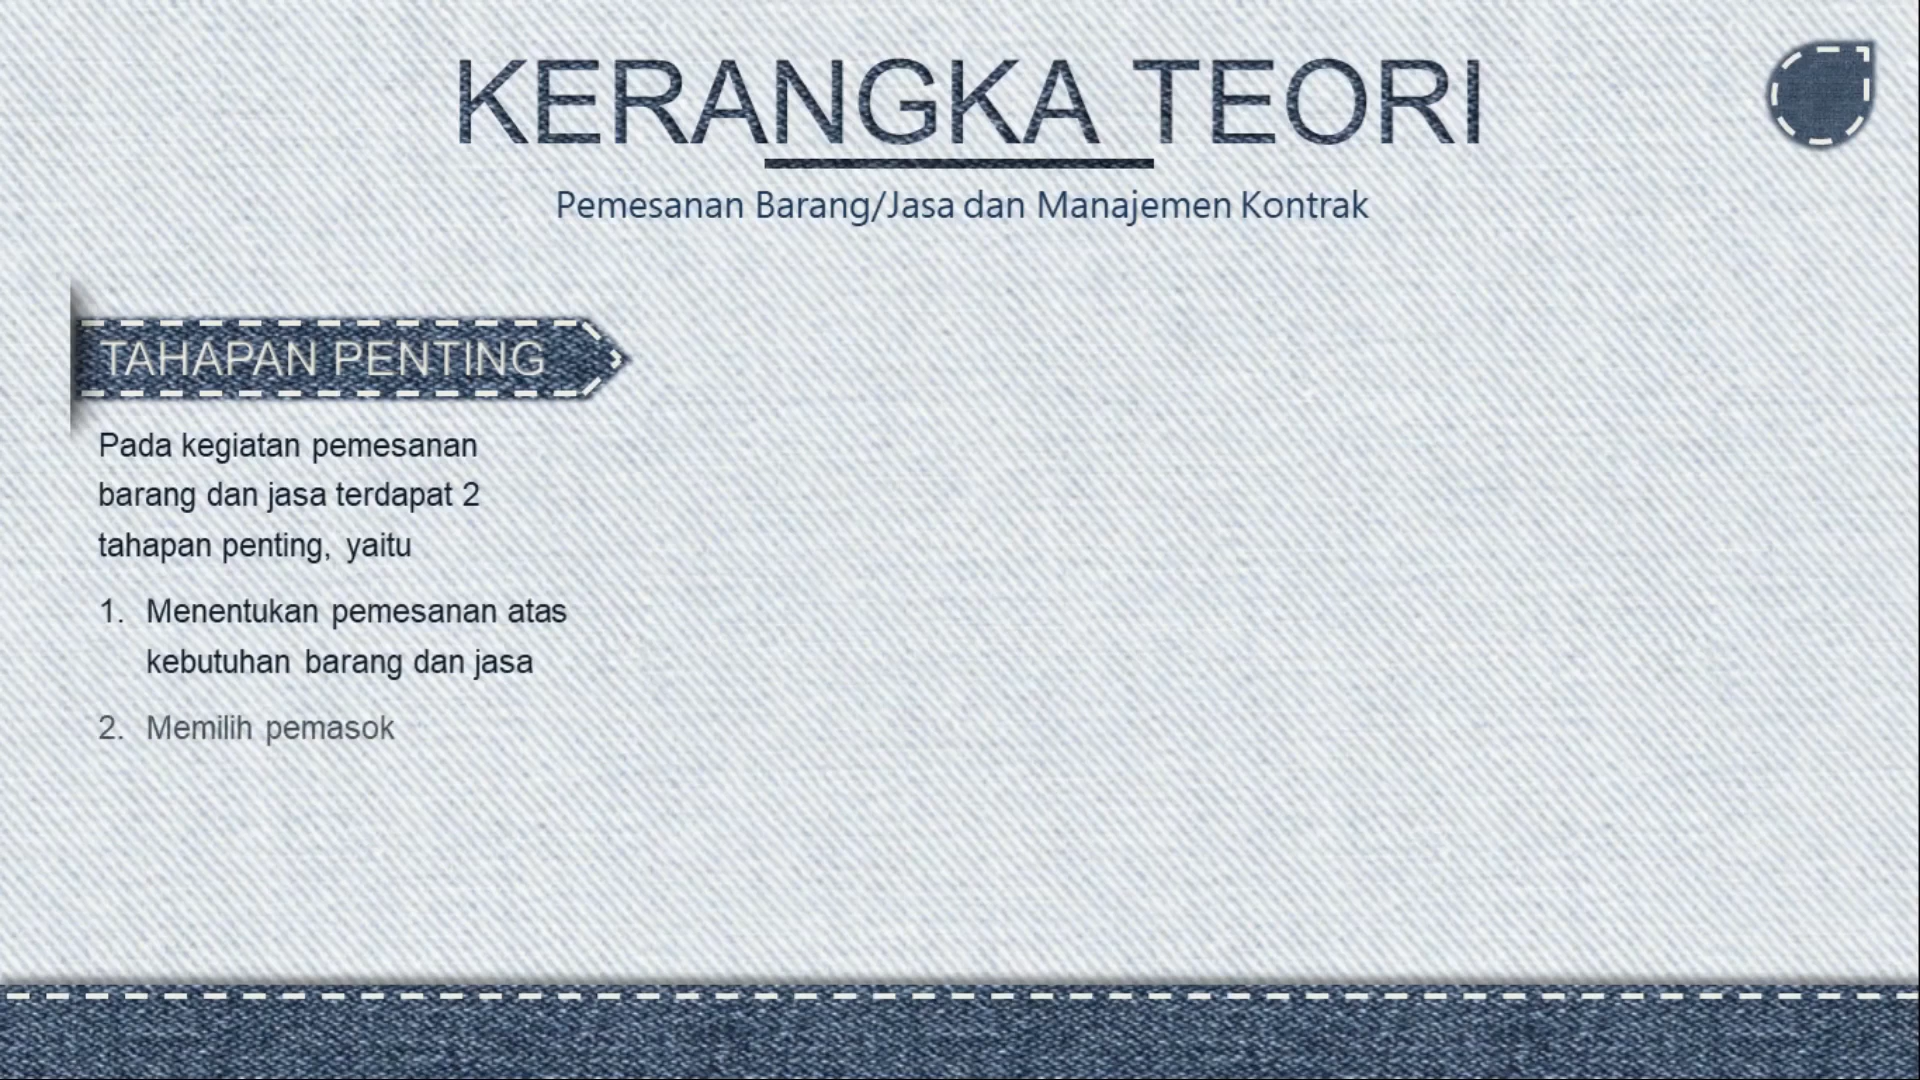 KERANGKA TEORI
Pemesanan Barang/Jasa dan Manajemen Kontrak
TAHAPAN PENTING
Pada kegiatan pemesanan
barang dan jasa terdapat 2
tahapan penting, yaitu
1. Menentukan pemesanan atas
kebutuhan barang dan jasa
2. Memilih pemasok